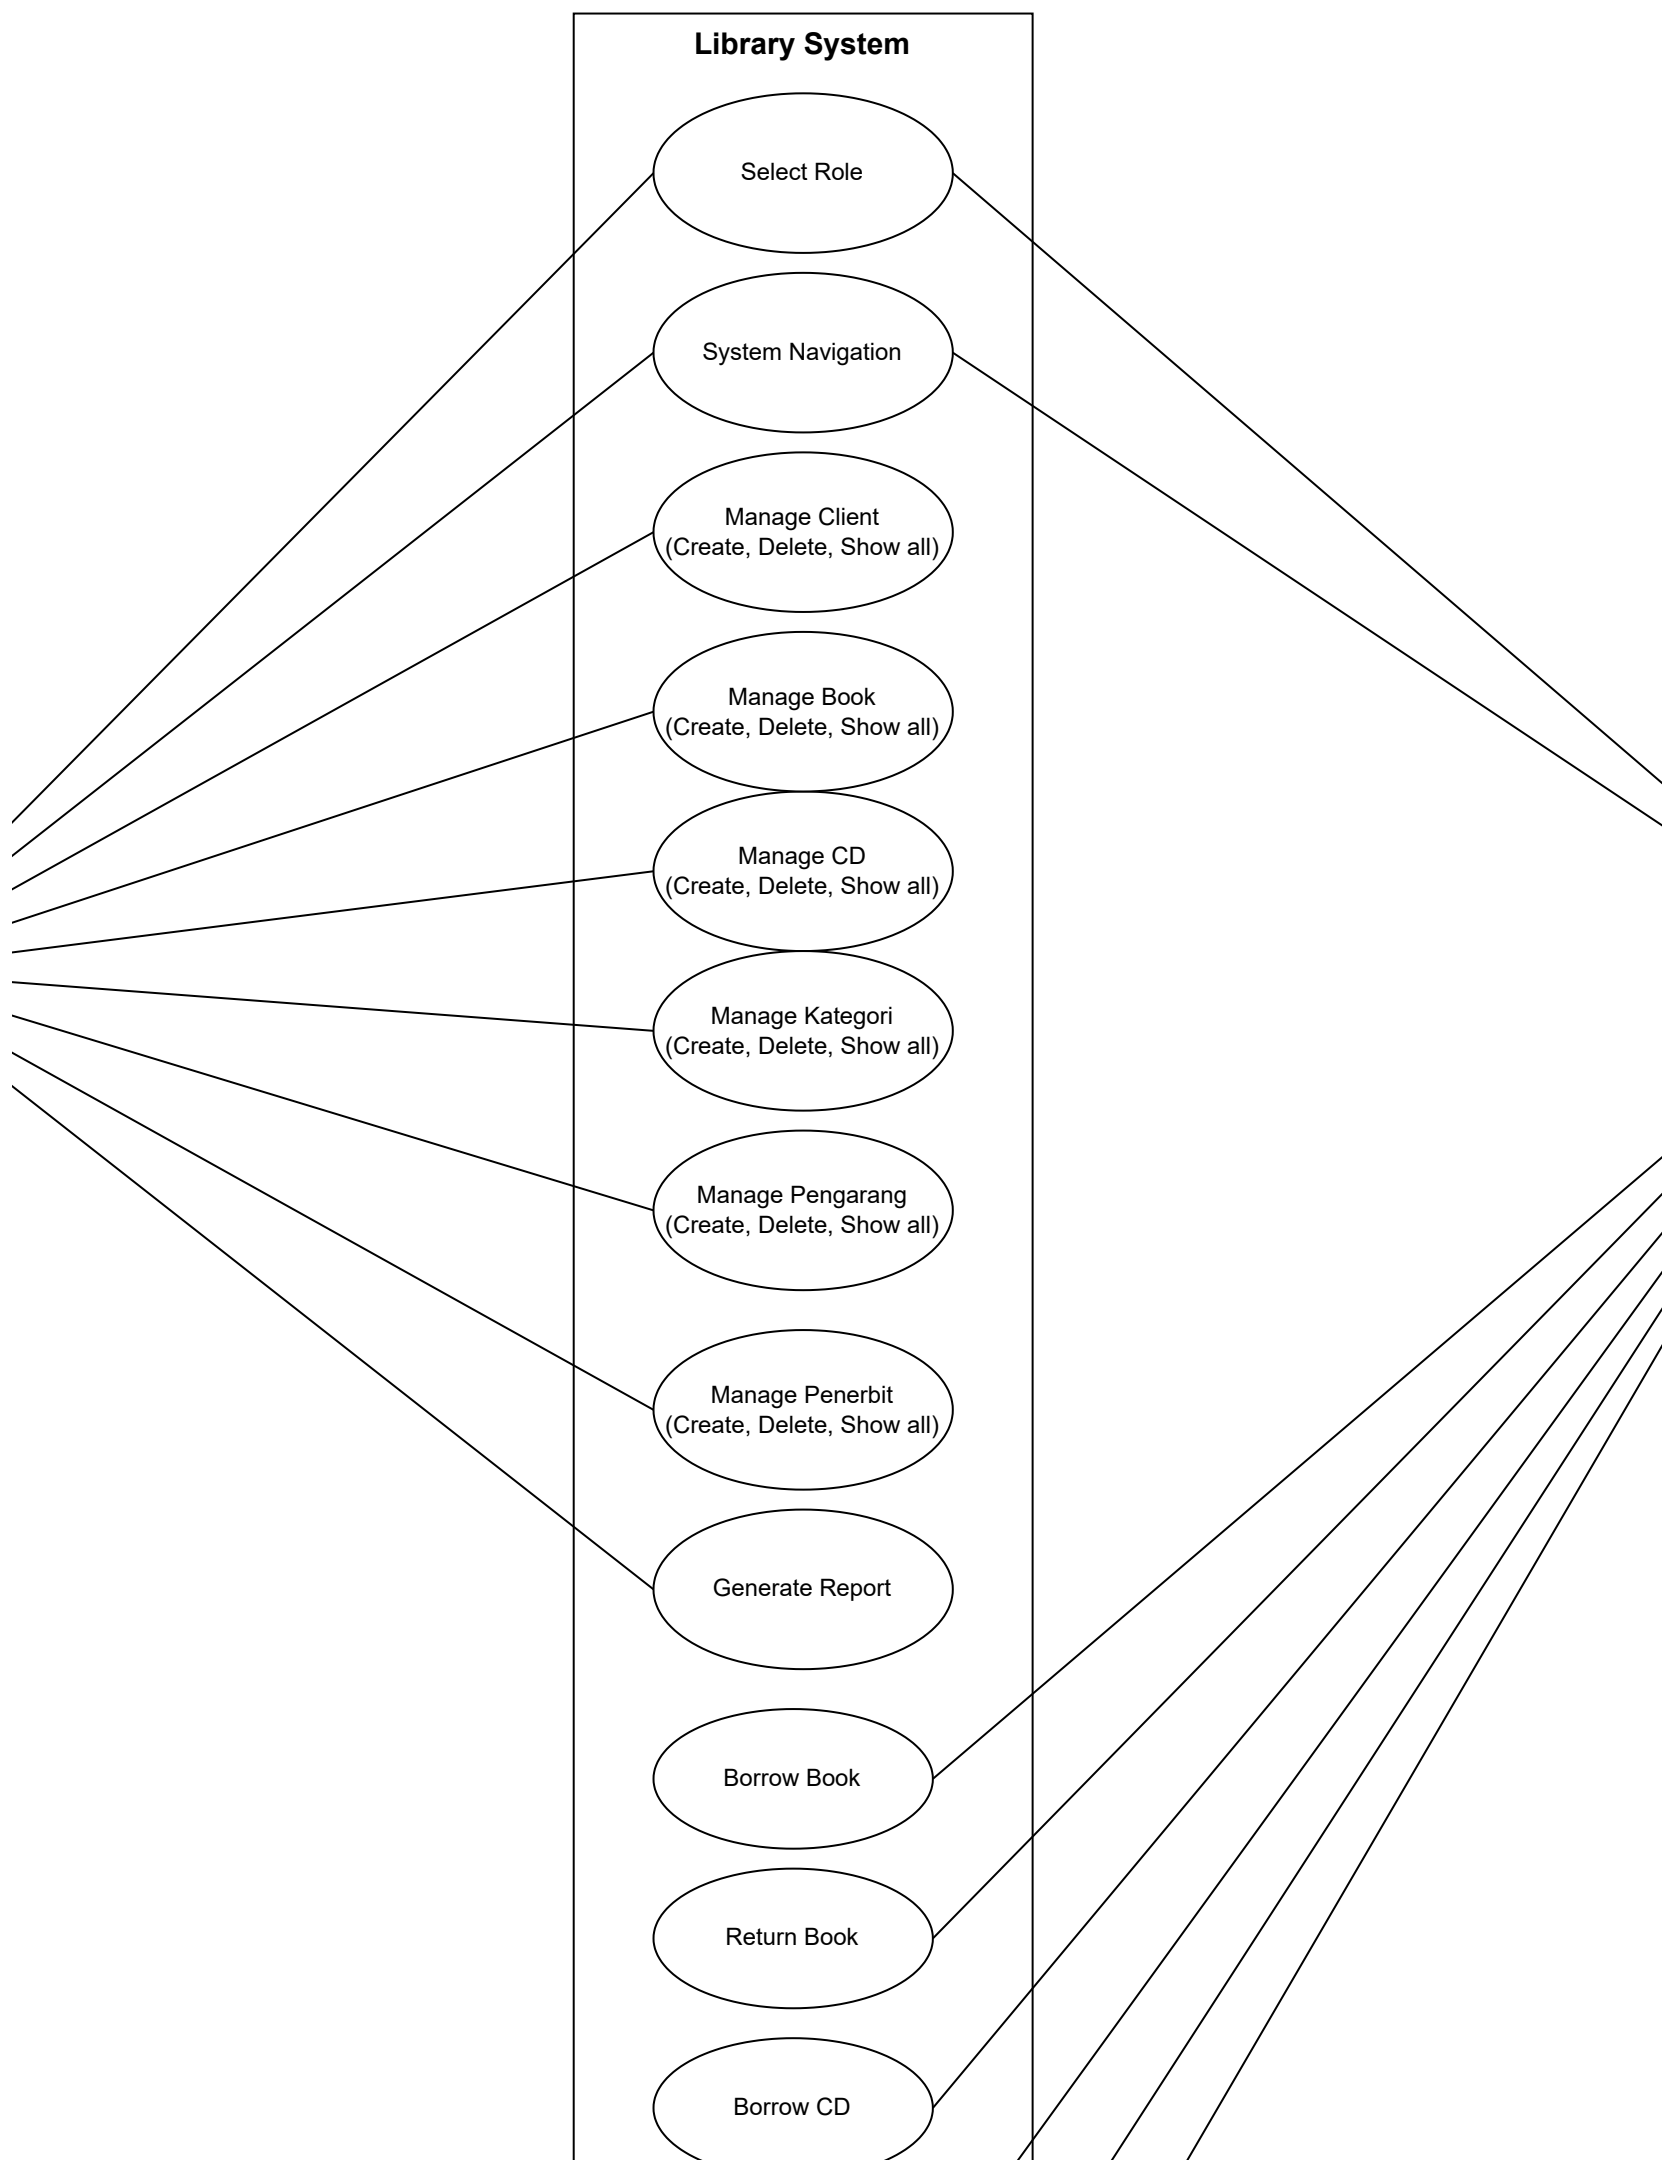 Library System
Select Role
System Navigation
Manage Client
(Create, Delete, Show all)
Manage Book
(Create, Delete, Show all)
Manage CD
(Create, Delete, Show all)
Manage Kategori
(Create, Delete, Show all)
Manage Pengarang
(Create, Delete, Show all)
Manage Penerbit
(Create, Delete, Show all)
Generate Report
Borrow Book
Return Book
Borrow CD